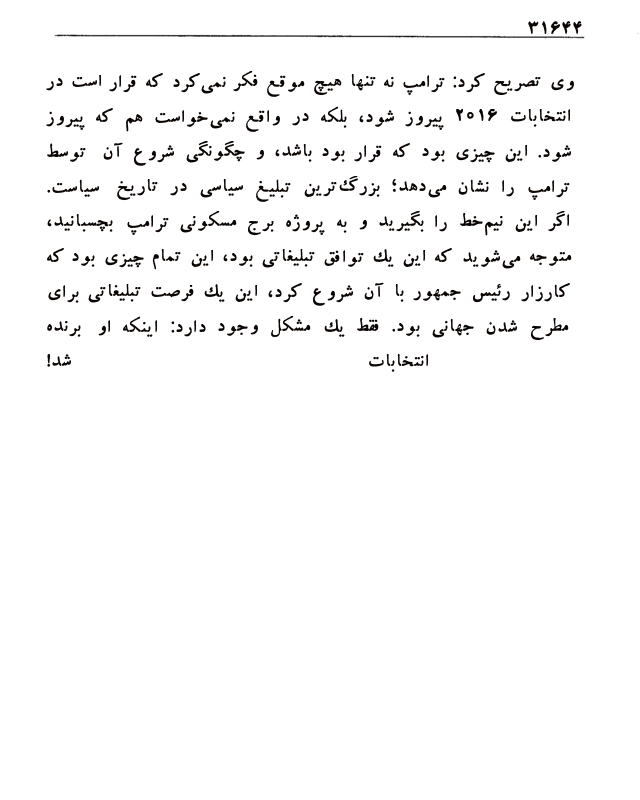 ۳۱۶۴۴
وی تصریح کرد: ترامپ نه تنها هیچ موقع فکر نمی‌کرد که قرار است در
انتخابات ۲۰۱۶ پیروز شود، بلکه در واقع نمی‌خواست هم که پیروز
شود. این چیزی بود که قرار بود باشد، و چگونگی شروع آن توسط
ترامپ را نشان می‌دهد؛ بزرگ‌ترین تبلیغ سیاسی در تاریخ سیاست.
اگر این نیم‌خط را بگیرید و به پروژه برج مسکونی ترامپ بچسبانید،
متوجه می‌شوید که این یك توافق تبلیغاتی بود، این تمام چیزی بود که
کارزار رئیس جمهور با آن شروع کرد، این یك فرصت تبلیغاتی برای
مطرح شدن جهانی بود. فقط یك مشکل وجود دارد: اینکه او برنده
انتخابات شد!